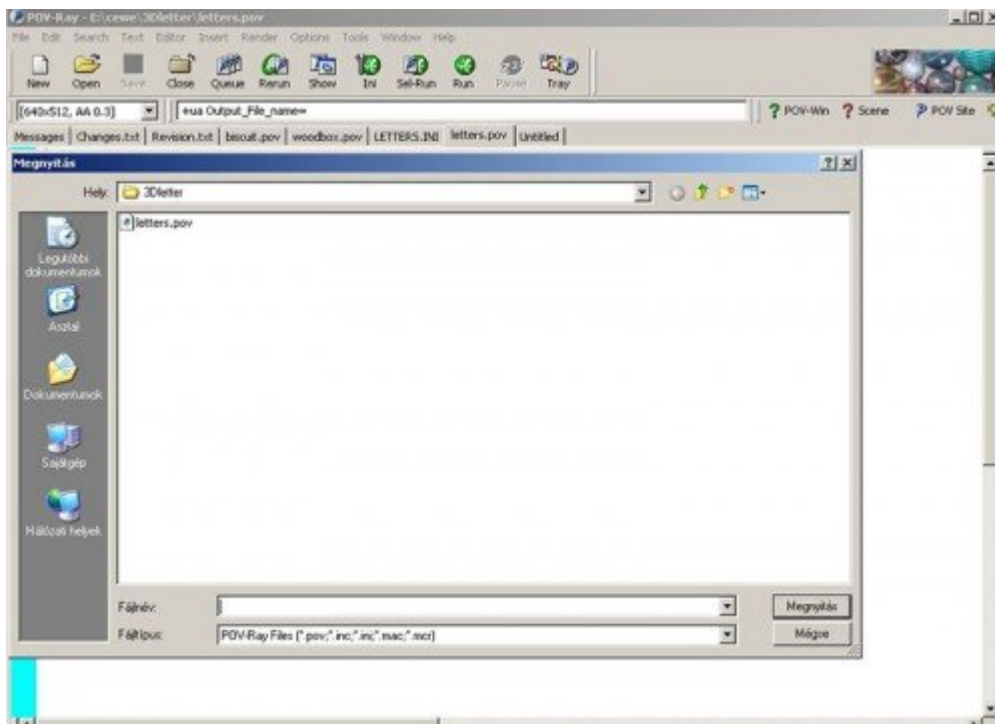 POV-Ray - E:\cewe\3Dletter\letters.pov
File Edit Search Text Editor Insert Render Options Tools Window Help
New Open Save Close Queue Rerun Show Ini Sel-Run Run Pause Tray
[640x512, AA 0.3] +ua Output_File_name= ? POV-Win ? Scene POV Site
Messages Changes.txt Revision.txt biscuit.pov woodbox.pov LETTERS.INI letters.pov Untitled
Megnyitás
Hely: 3Dletter
letters.pov
Legutóbbi
dokumentumok
Asztal
Dokumentumok
Sajátgép
Hálózati helyek
Fájlnév: Megnyitás
Fájltípus: POV-Ray Files (*.pov;*.inc;*.ini;*.mac;*.mcr) Mégse